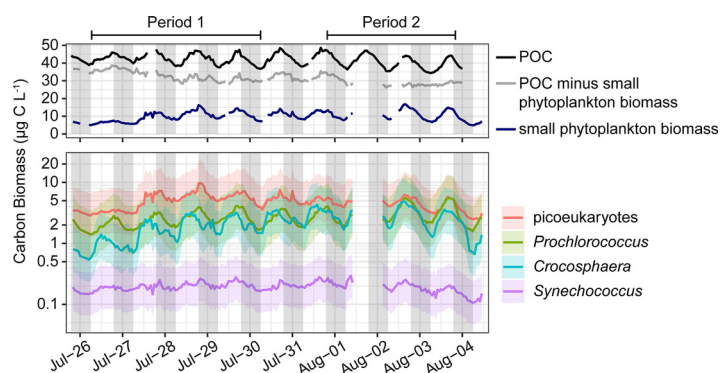 Period 1
Period 2
Carbon Biomass (µg C L⁻¹)
50
40
30
20
10
0
20
10
5
2
1
0.5
0.1
Jul−26
Jul−27
Jul−28
Jul−29
Jul−30
Jul−31
Aug−01
Aug−02
Aug−03
Aug−04
POC
POC minus small
phytoplankton biomass
small phytoplankton biomass
picoeukaryotes
Prochlorococcus
Crocosphaera
Synechococcus